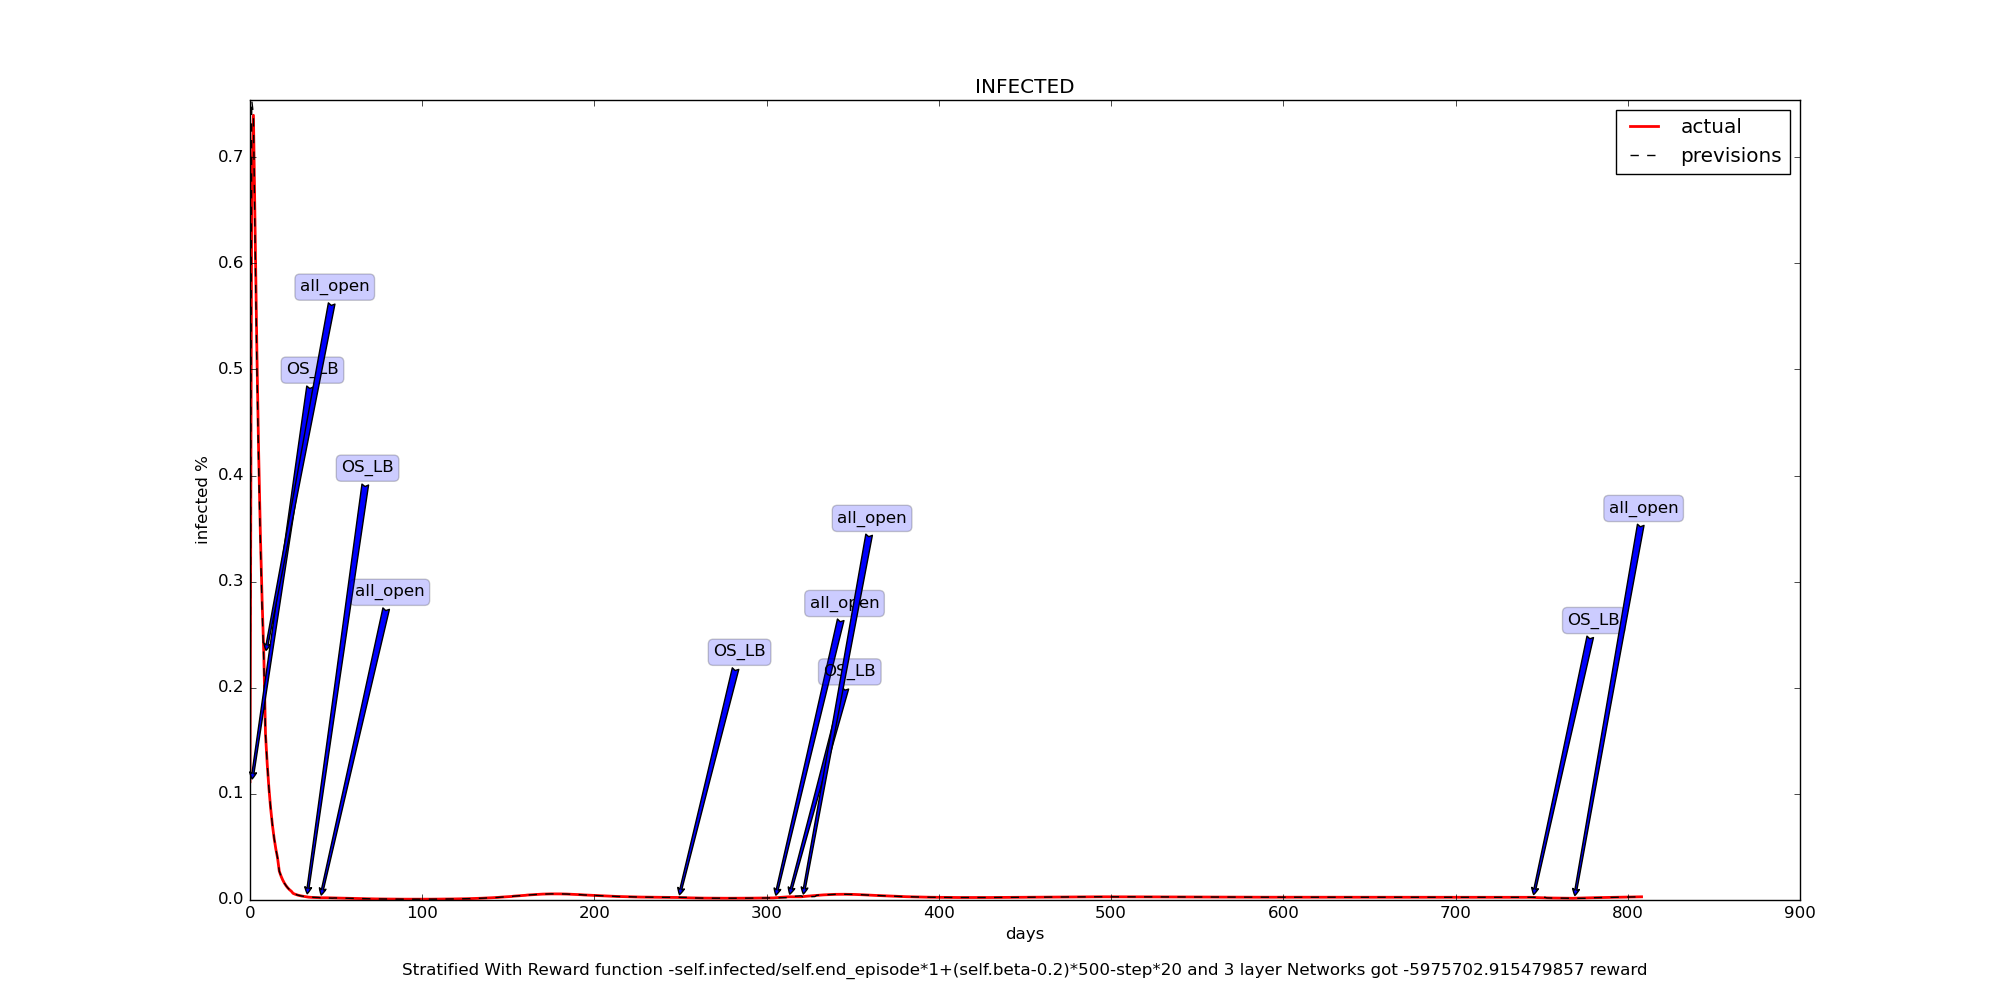 INFECTED
actual
previsions
0.7
0.6
0.5
0.4
0.3
0.2
0.1
0.0
infected %
all_open
OS_LB
OS_LB
all_open
all_open
all_open
OS_LB
OS_LB
all_open
OS_LB
0 100 200 300 400 500 600 700 800 900
days
Stratified With Reward function -self.infected/self.end_episode*1+(self.beta-0.2)*500-step*20 and 3 layer Networks got -5975702.915479857 reward